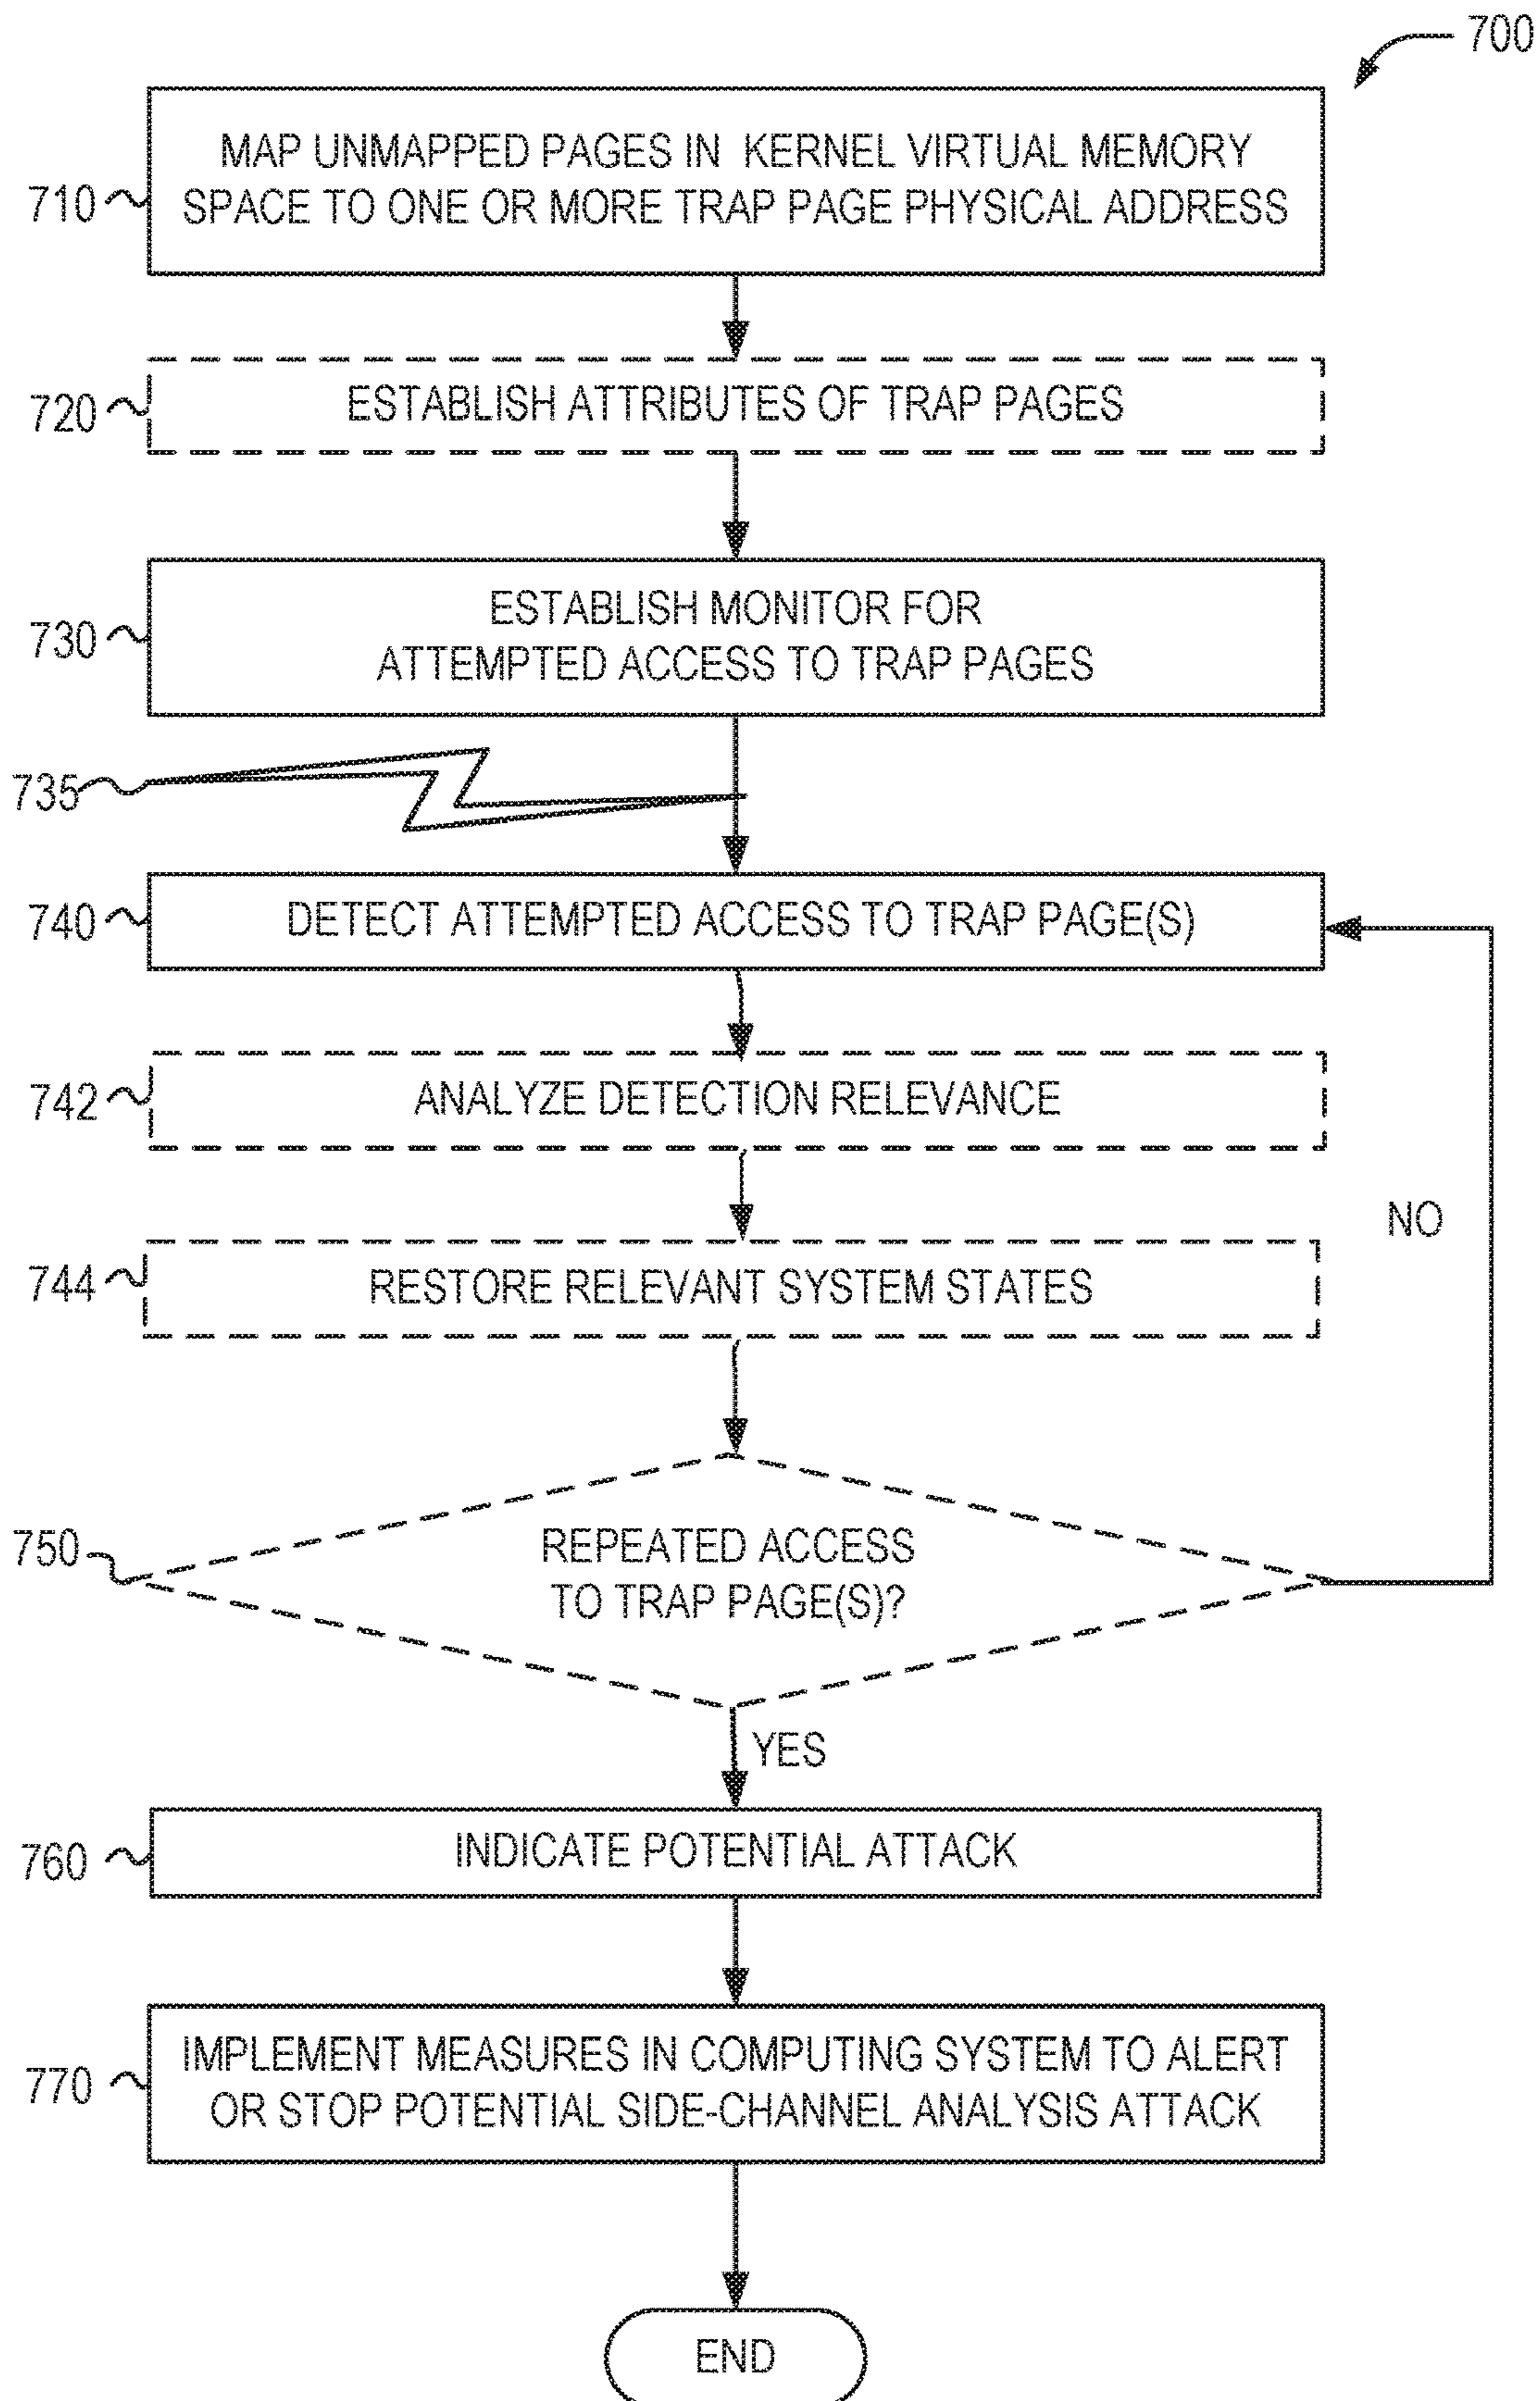 700
MAP UNMAPPED PAGES IN KERNEL VIRTUAL MEMORY
SPACE TO ONE OR MORE TRAP PAGE PHYSICAL ADDRESS
710
ESTABLISH ATTRIBUTES OF TRAP PAGES
720
ESTABLISH MONITOR FOR
ATTEMPTED ACCESS TO TRAP PAGES
730
735
DETECT ATTEMPTED ACCESS TO TRAP PAGE(S)
740
ANALYZE DETECTION RELEVANCE
742
NO
RESTORE RELEVANT SYSTEM STATES
744
REPEATED ACCESS
TO TRAP PAGE(S)?
750
YES
INDICATE POTENTIAL ATTACK
760
IMPLEMENT MEASURES IN COMPUTING SYSTEM TO ALERT
OR STOP POTENTIAL SIDE-CHANNEL ANALYSIS ATTACK
770
END